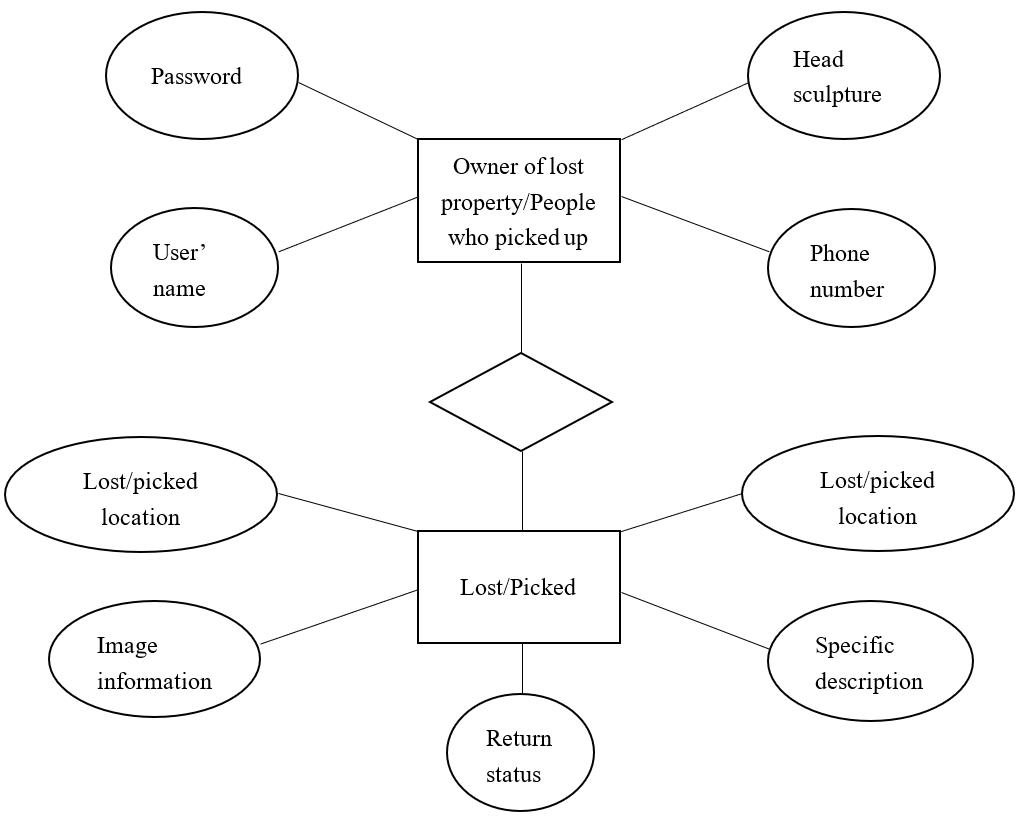 Password
Head
sculpture
Owner of lost
property/People
who picked up
User’
name
Phone
number
Lost/picked
location
Lost/picked
location
Lost/Picked
Image
information
Specific
description
Return
status